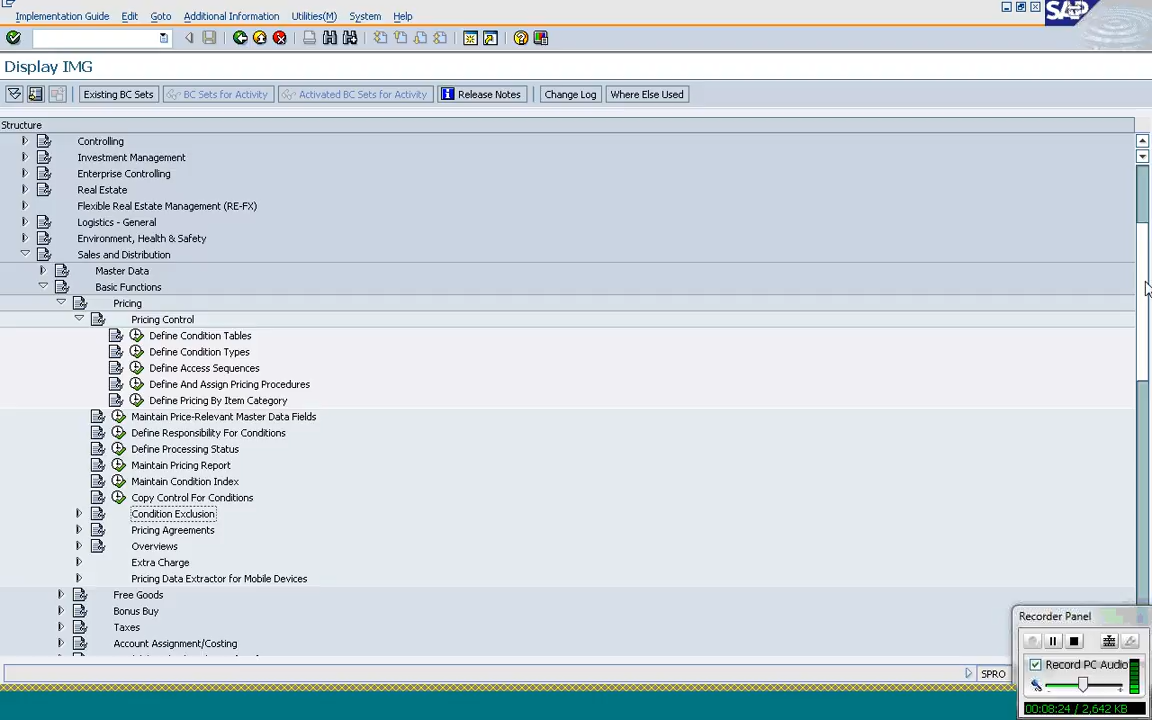 Implementation Guide Edit Goto Additional Information Utilities(M) System Help
SAP
Display IMG
Existing BC Sets BC Sets for Activity Activated BC Sets for Activity Release Notes Change Log Where Else Used
Structure
Controlling
Investment Management
Enterprise Controlling
Real Estate
Flexible Real Estate Management (RE-FX)
Logistics - General
Environment, Health & Safety
Sales and Distribution
Master Data
Basic Functions
Pricing
Pricing Control
Define Condition Tables
Define Condition Types
Define Access Sequences
Define And Assign Pricing Procedures
Define Pricing By Item Category
Maintain Price-Relevant Master Data Fields
Define Responsibility For Conditions
Define Processing Status
Maintain Pricing Report
Maintain Condition Index
Copy Control For Conditions
Condition Exclusion
Pricing Agreements
Overviews
Extra Charge
Pricing Data Extractor for Mobile Devices
Free Goods
Bonus Buy
Taxes
Account Assignment/Costing
SPRO
Recorder Panel
Record PC Audio
00:08:24 / 2,642 KB